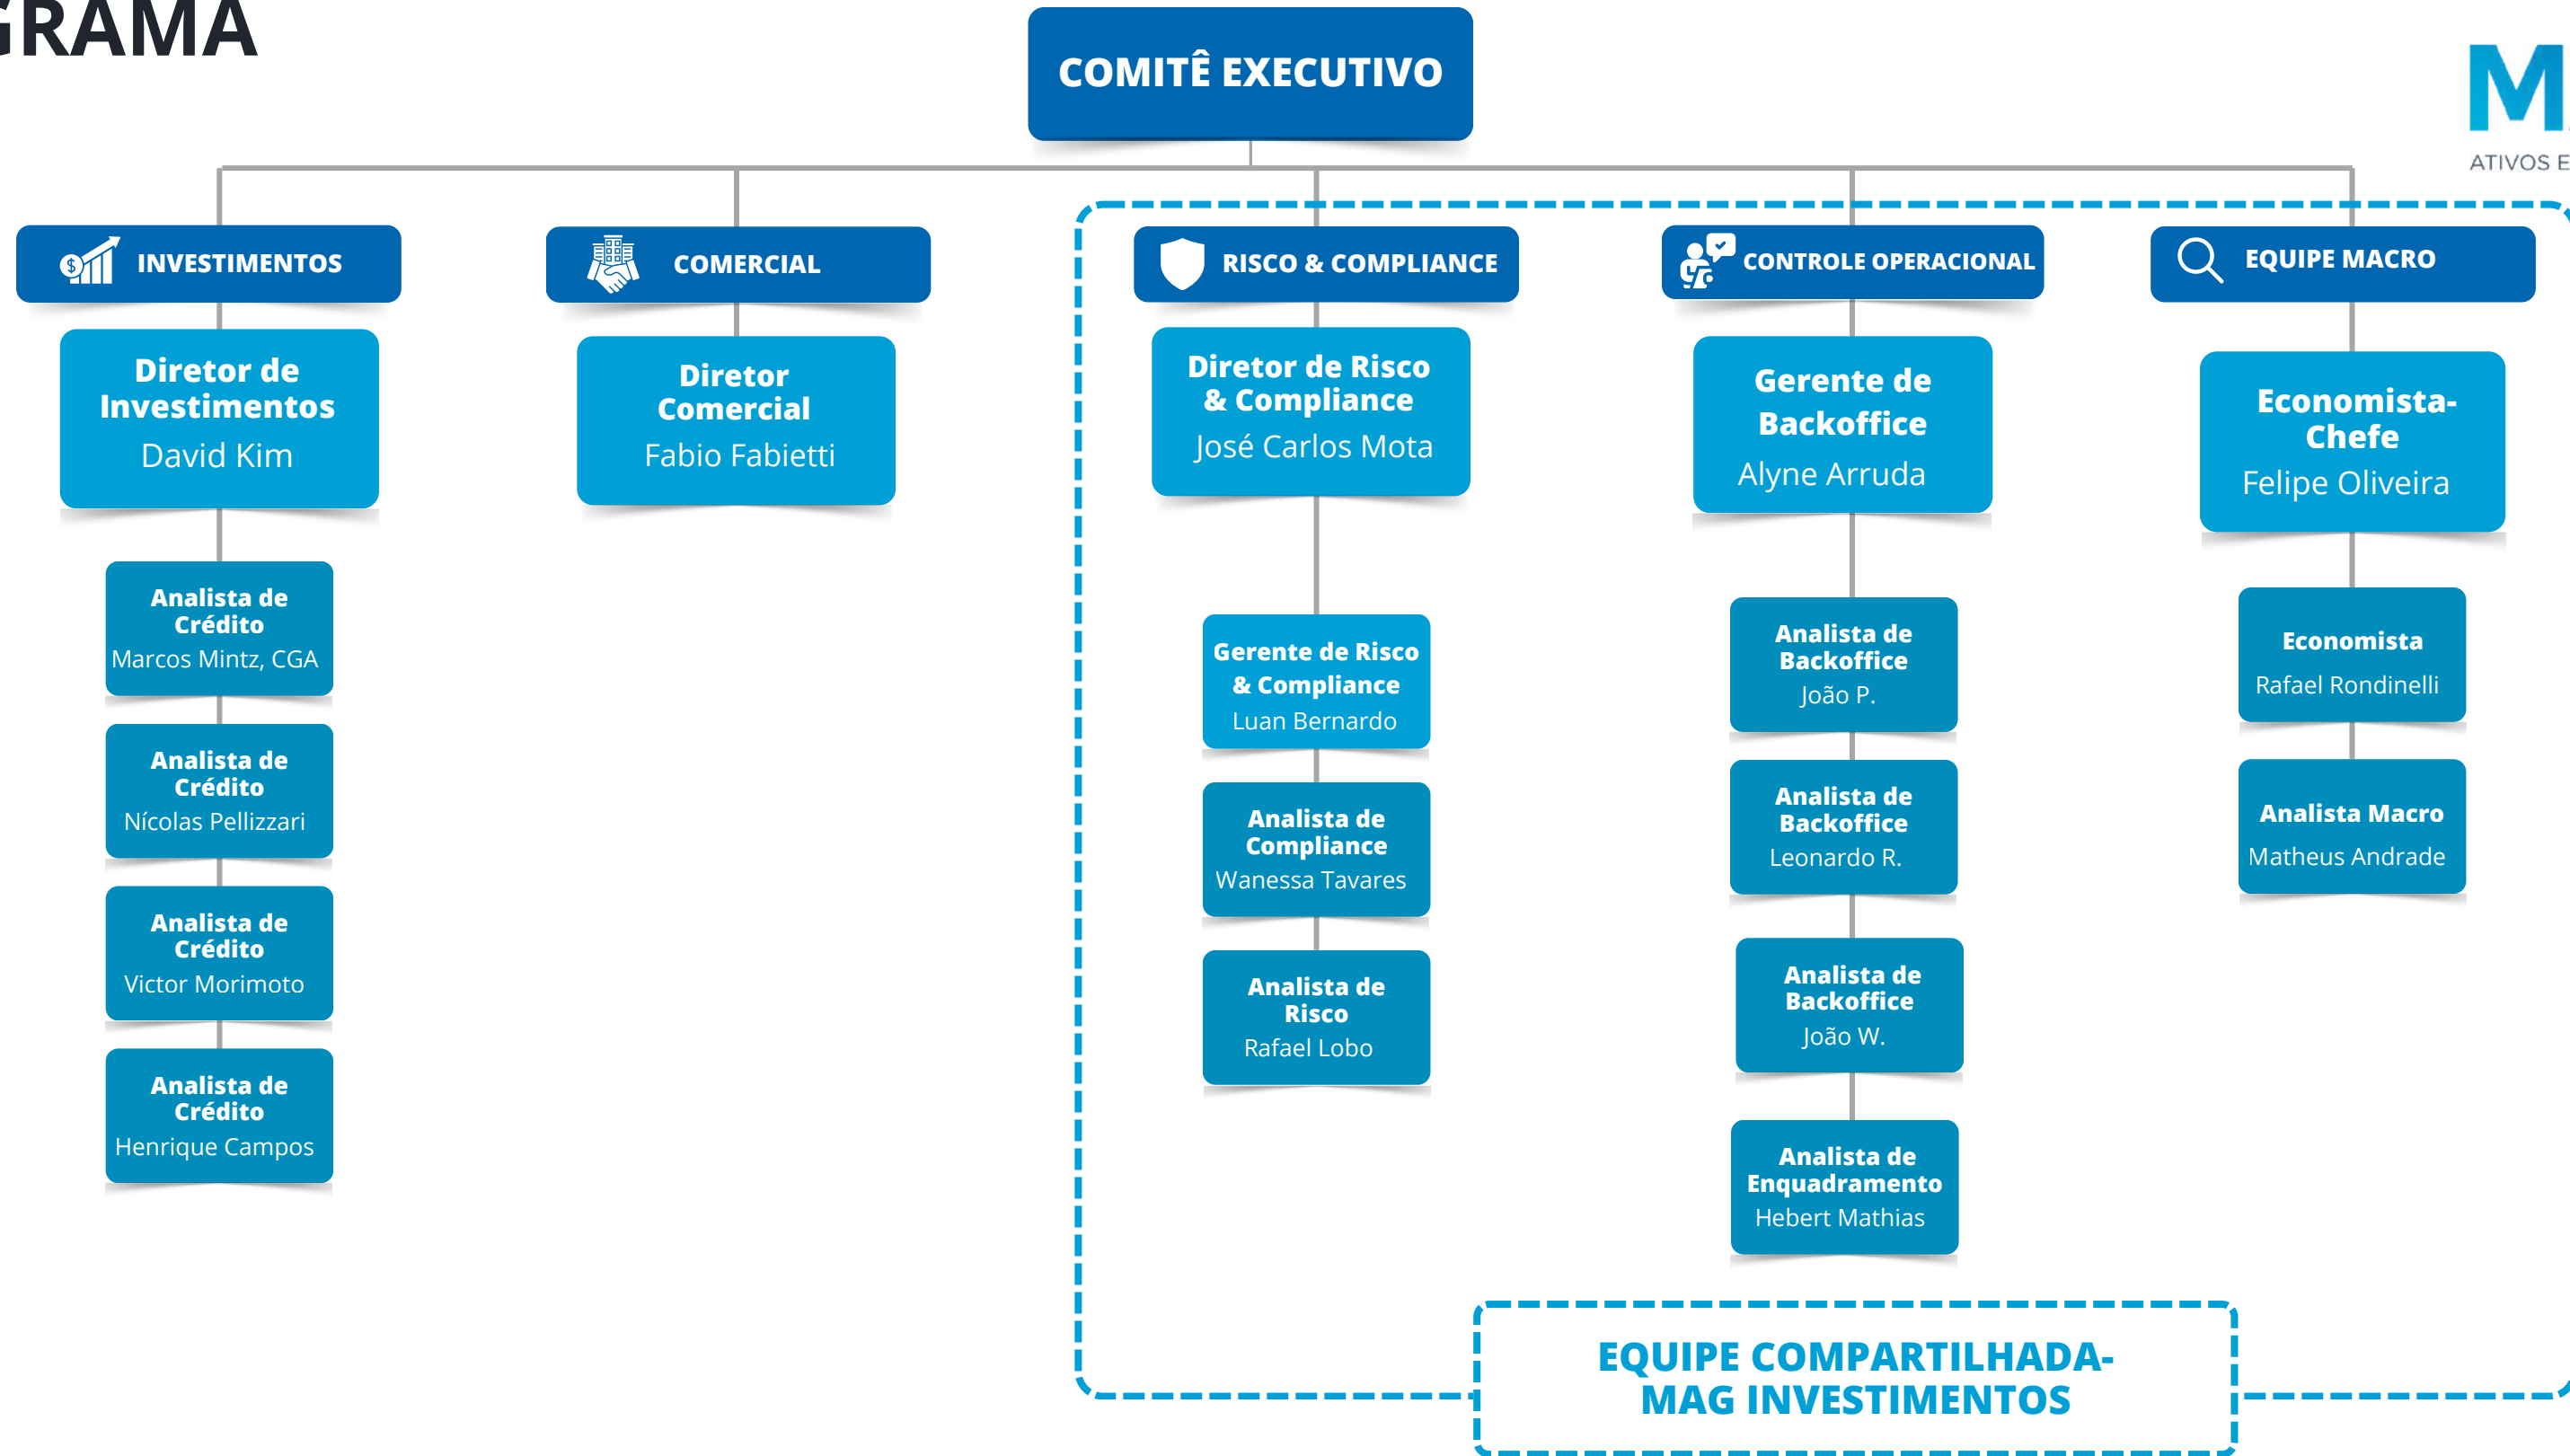 GRAMA
COMITÊ EXECUTIVO
M
ATIVOS E
INVESTIMENTOS
Diretor de
Investimentos
David Kim
Analista de
Crédito
Marcos Mintz, CGA
Analista de
Crédito
Nícolas Pellizzari
Analista de
Crédito
Victor Morimoto
Analista de
Crédito
Henrique Campos
COMERCIAL
Diretor
Comercial
Fabio Fabietti
RISCO & COMPLIANCE
Diretor de Risco
& Compliance
José Carlos Mota
Gerente de Risco
& Compliance
Luan Bernardo
Analista de
Compliance
Wanessa Tavares
Analista de
Risco
Rafael Lobo
CONTROLE OPERACIONAL
Gerente de
Backoffice
Alyne Arruda
Analista de
Backoffice
João P.
Analista de
Backoffice
Leonardo R.
Analista de
Backoffice
João W.
Analista de
Enquadramento
Hebert Mathias
EQUIPE MACRO
Economista-
Chefe
Felipe Oliveira
Economista
Rafael Rondinelli
Analista Macro
Matheus Andrade
EQUIPE COMPARTILHADA-
MAG INVESTIMENTOS